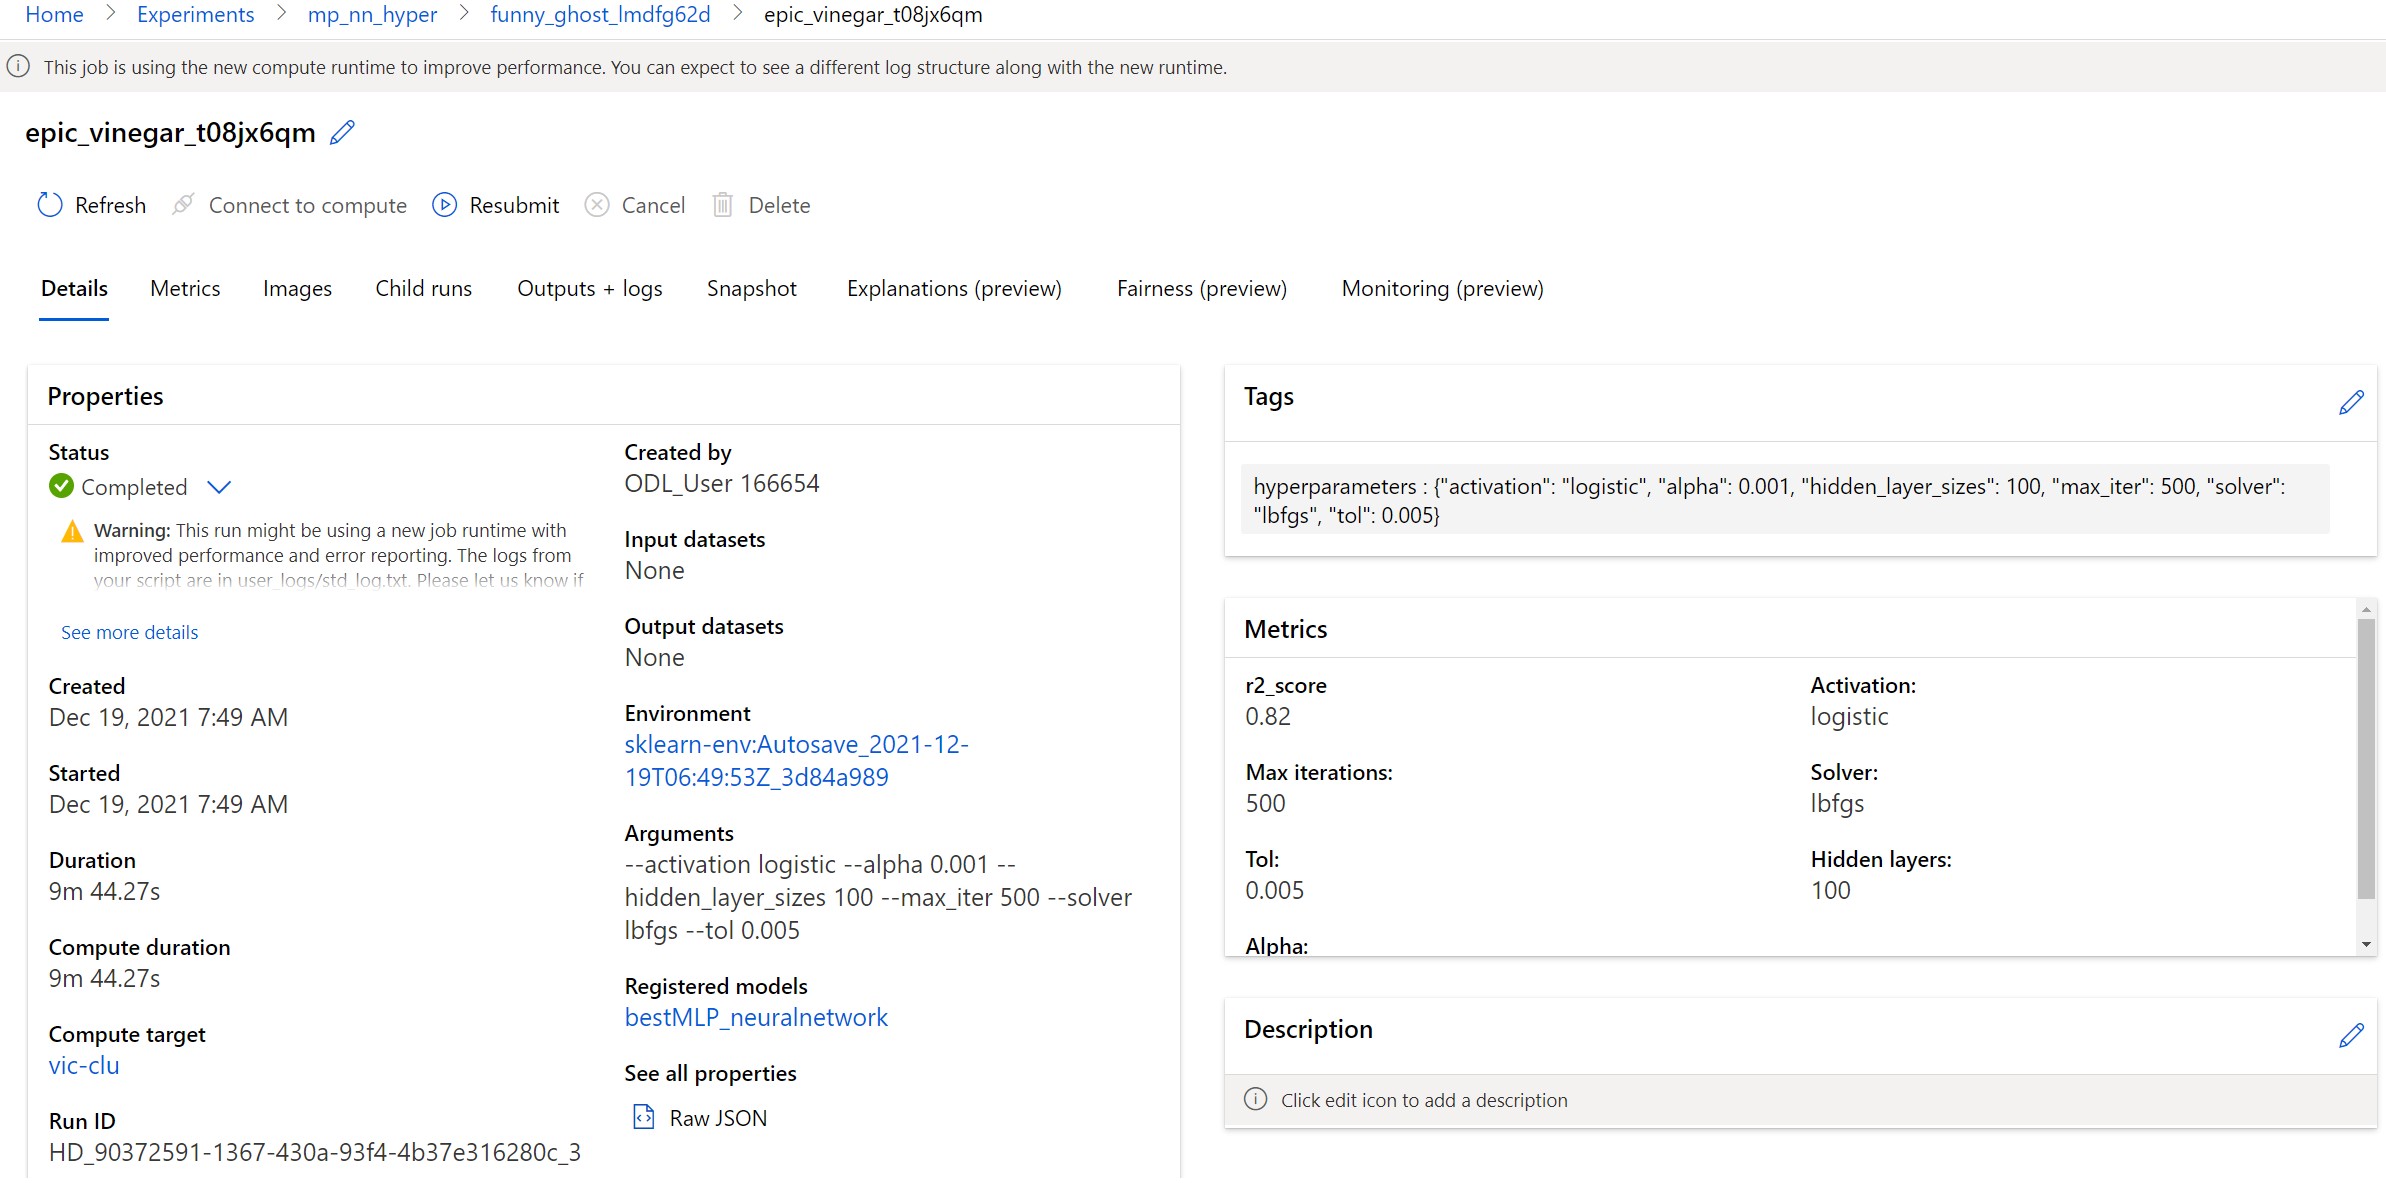 Home > Experiments > mp_nn_hyper > funny_ghost_lmdfg62d > epic_vinegar_t08jx6qm
This job is using the new compute runtime to improve performance. You can expect to see a different log structure along with the new runtime.
epic_vinegar_t08jx6qm
Refresh Connect to compute Resubmit Cancel Delete
Details Metrics Images Child runs Outputs + logs Snapshot Explanations (preview) Fairness (preview) Monitoring (preview)
Properties
Status
Completed
Warning: This run might be using a new job runtime with
improved performance and error reporting. The logs from
your script are in user_logs/std_log.txt. Please let us know if
See more details
Created
Dec 19, 2021 7:49 AM
Started
Dec 19, 2021 7:49 AM
Duration
9m 44.27s
Compute duration
9m 44.27s
Compute target
vic-clu
Run ID
HD_90372591-1367-430a-93f4-4b37e316280c_3
Created by
ODL_User 166654
Input datasets
None
Output datasets
None
Environment
sklearn-env:Autosave_2021-12-
19T06:49:53Z_3d84a989
Arguments
--activation logistic --alpha 0.001 --
hidden_layer_sizes 100 --max_iter 500 --solver
lbfgs --tol 0.005
Registered models
bestMLP_neuralnetwork
See all properties
Raw JSON
Tags
hyperparameters : {"activation": "logistic", "alpha": 0.001, "hidden_layer_sizes": 100, "max_iter": 500, "solver":
"lbfgs", "tol": 0.005}
Metrics
r2_score
0.82
Activation:
logistic
Max iterations:
500
Solver:
lbfgs
Tol:
0.005
Hidden layers:
100
Alpha:
Description
Click edit icon to add a description